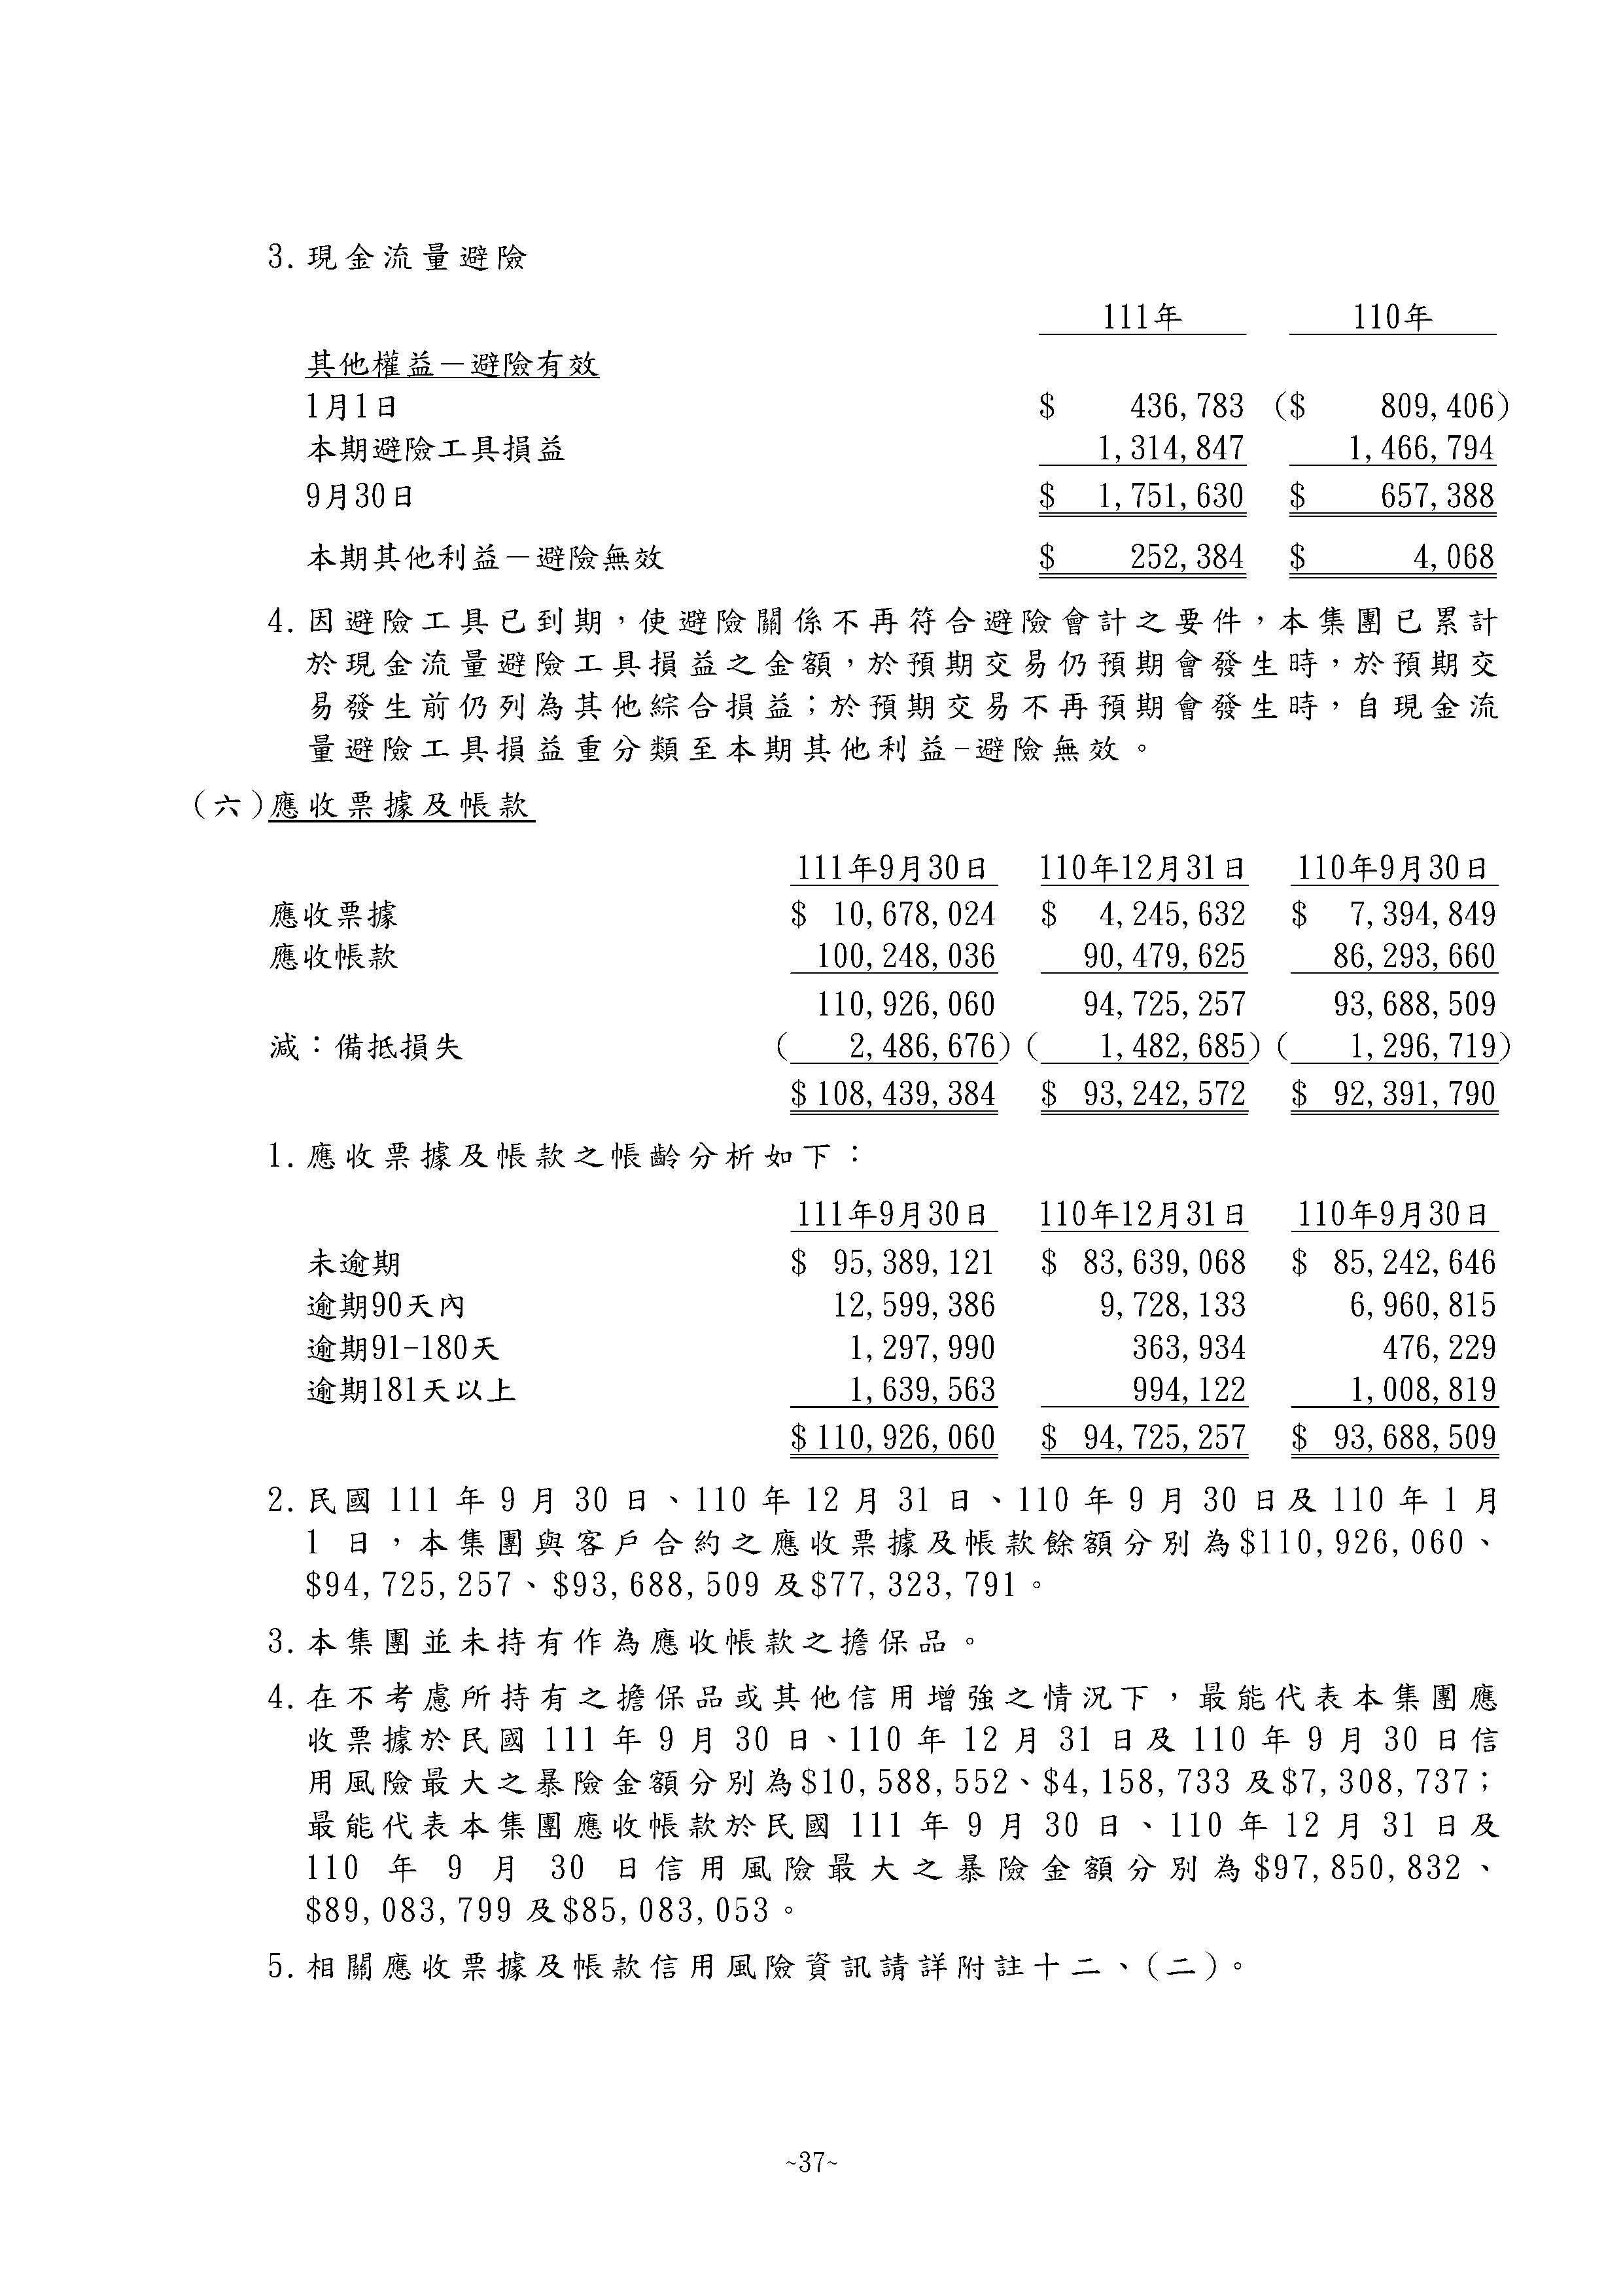 3.現金流量避險
111年 110年
其他權益－避險有效
1月1日 $ 436,783 ($ 809,406)
本期避險工具損益 1,314,847 1,466,794
9月30日 $ 1,751,630 $ 657,388
本期其他利益－避險無效 $ 252,384 $ 4,068
4.因避險工具已到期，使避險關係不再符合避險會計之要件，本集團已累計
於現金流量避險工具損益之金額，於預期交易仍預期會發生時，於預期交
易發生前仍列為其他綜合損益；於預期交易不再預期會發生時，自現金流
量避險工具損益重分類至本期其他利益-避險無效。
(六)應收票據及帳款
111年9月30日 110年12月31日 110年9月30日
應收票據 $ 10,678,024 $ 4,245,632 $ 7,394,849
應收帳款 100,248,036 90,479,625 86,293,660
110,926,060 94,725,257 93,688,509
減：備抵損失 ( 2,486,676) ( 1,482,685) ( 1,296,719)
$ 108,439,384 $ 93,242,572 $ 92,391,790
1.應收票據及帳款之帳齡分析如下：
111年9月30日 110年12月31日 110年9月30日
未逾期 $ 95,389,121 $ 83,639,068 $ 85,242,646
逾期90天內 12,599,386 9,728,133 6,960,815
逾期91-180天 1,297,990 363,934 476,229
逾期181天以上 1,639,563 994,122 1,008,819
$ 110,926,060 $ 94,725,257 $ 93,688,509
2.民國 111 年 9 月 30 日、110 年 12 月 31 日、110 年 9 月 30 日及 110 年 1 月
1 日，本集團與客戶合約之應收票據及帳款餘額分別為$110,926,060、
$94,725,257、$93,688,509 及$77,323,791。
3.本集團並未持有作為應收帳款之擔保品。
4.在不考慮所持有之擔保品或其他信用增強之情況下，最能代表本集團應
收票據於民國 111 年 9 月 30 日、110 年 12 月 31 日及 110 年 9 月 30 日信
用風險最大之暴險金額分別為$10,588,552、$4,158,733 及$7,308,737；
最能代表本集團應收帳款於民國 111 年 9 月 30 日、110 年 12 月 31 日及
110 年 9 月 30 日信用風險最大之暴險金額分別為$97,850,832、
$89,083,799 及$85,083,053。
5.相關應收票據及帳款信用風險資訊請詳附註十二、(二)。
~37~